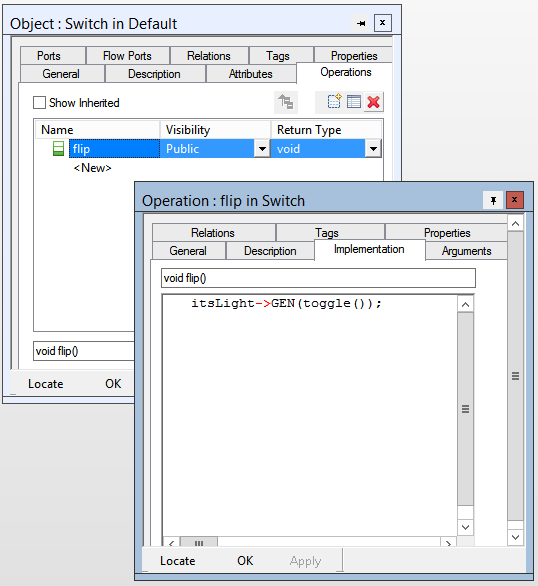 Object : Switch in Default
Ports Flow Ports Relations Tags Properties
General Description Attributes Operations
Show Inherited
Name Visibility Return Type
flip Public void
<New>
void flip()
Locate OK
Operation : flip in Switch
Relations Tags Properties
General Description Implementation Arguments
void flip()
itsLight->GEN(toggle());
Locate OK Apply